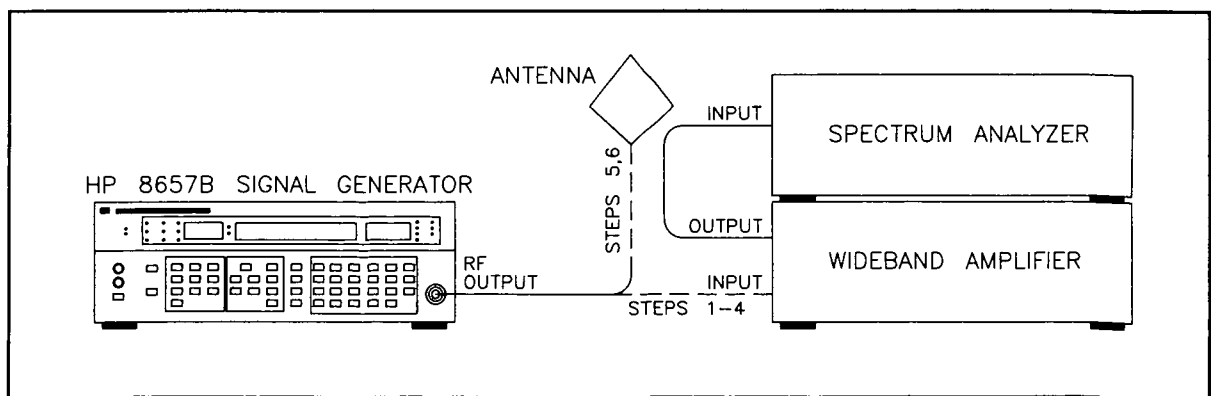 ANTENNA
INPUT
SPECTRUM ANALYZER
STEPS 5,6
HP 8657B SIGNAL GENERATOR
OUTPUT
WIDEBAND AMPLIFIER
RF
OUTPUT
INPUT
STEPS 1-4